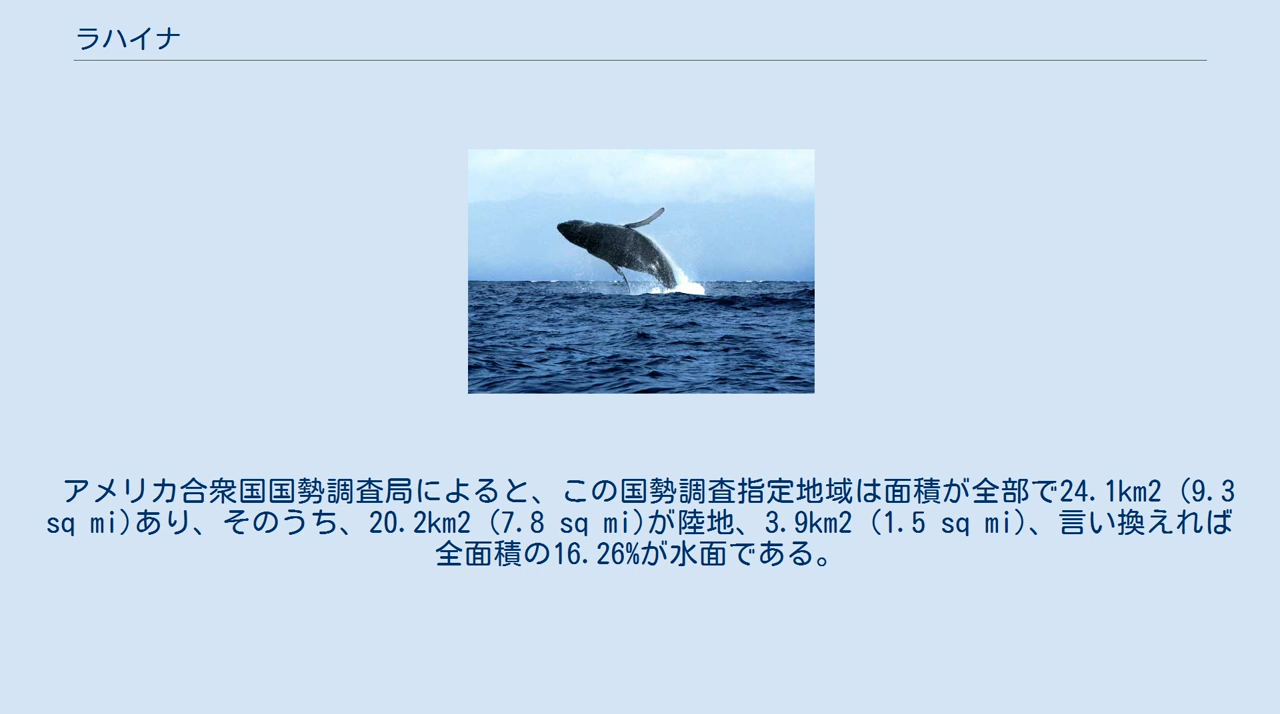 ラハイナ
アメリカ合衆国国勢調査局によると、この国勢調査指定地域は面積が全部で24.1km2 (9.3
sq mi)あり、そのうち、20.2km2 (7.8 sq mi)が陸地、3.9km2 (1.5 sq mi)、言い換えれば
全面積の16.26%が水面である。